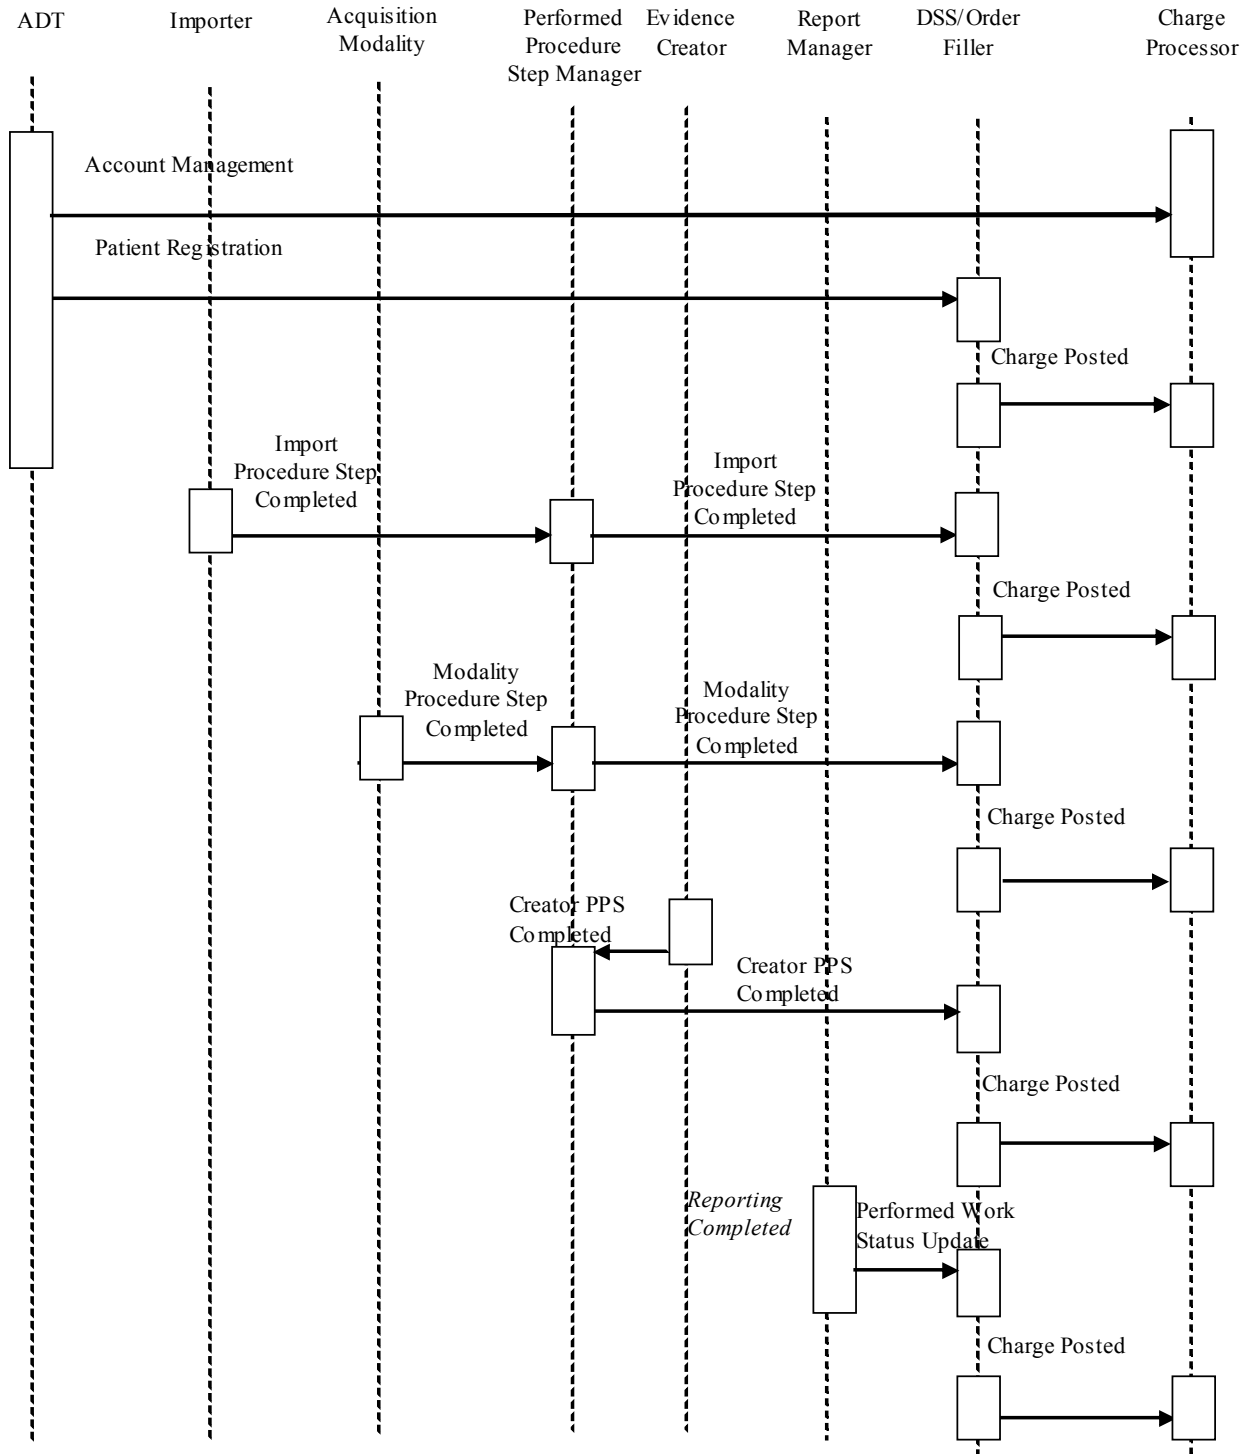 ADT
Importer
Acquisition
Modality
Performed
Procedure
Step Manager
Evidence
Creator
Report
Manager
DSS/Order
Filler
Charge
Processor
Account Management
Patient Registration
Charge Posted
Import
Procedure Step
Completed
Import
Procedure Step
Completed
Charge Posted
Modality
Procedure Step
Completed
Modality
Procedure Step
Completed
Charge Posted
Creator PPS
Completed
Creator PPS
Completed
Charge Posted
Reporting
Completed
Performed Work
Status Update
Charge Posted